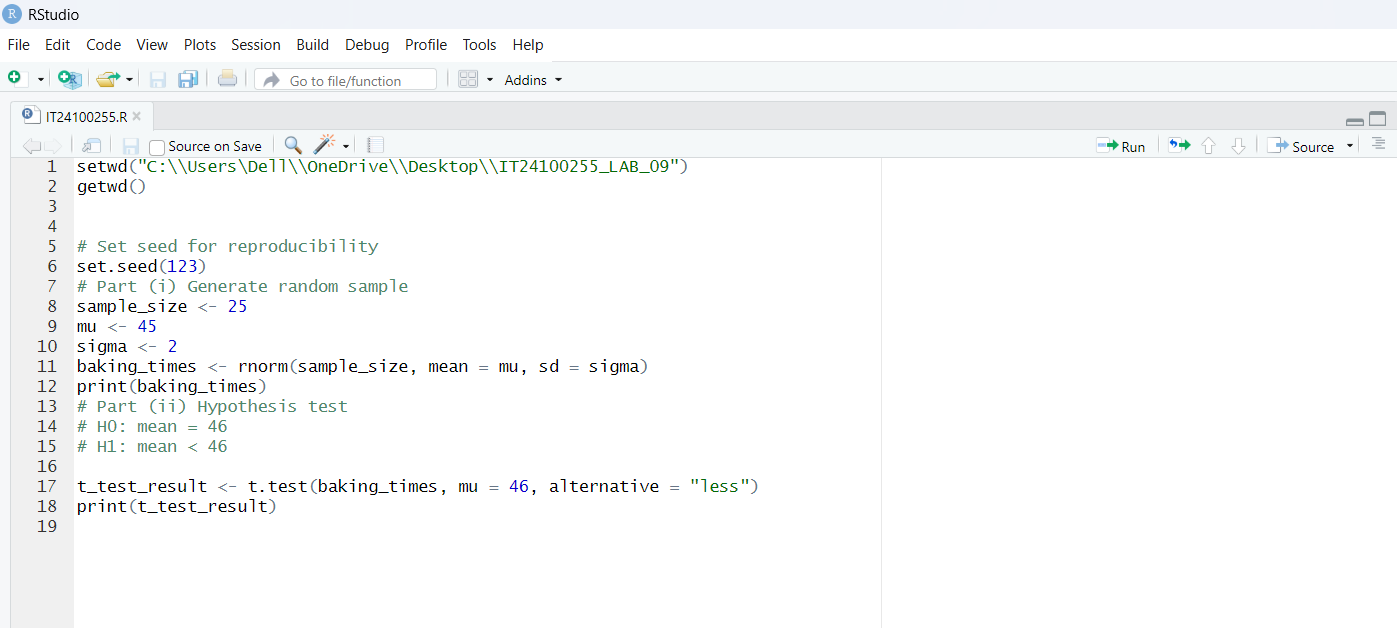 R RStudio
File Edit Code View Plots Session Build Debug Profile Tools Help
Go to file/function Addins
IT24100255.R
Source on Save Run Source
1 setwd("C:\\Users\Dell\\OneDrive\\Desktop\\IT24100255_LAB_09")
2 getwd()
3
4
5 # Set seed for reproducibility
6 set.seed(123)
7 # Part (i) Generate random sample
8 sample_size <- 25
9 mu <- 45
10 sigma <- 2
11 baking_times <- rnorm(sample_size, mean = mu, sd = sigma)
12 print(baking_times)
13 # Part (ii) Hypothesis test
14 # H0: mean = 46
15 # H1: mean < 46
16
17 t_test_result <- t.test(baking_times, mu = 46, alternative = "less")
18 print(t_test_result)
19